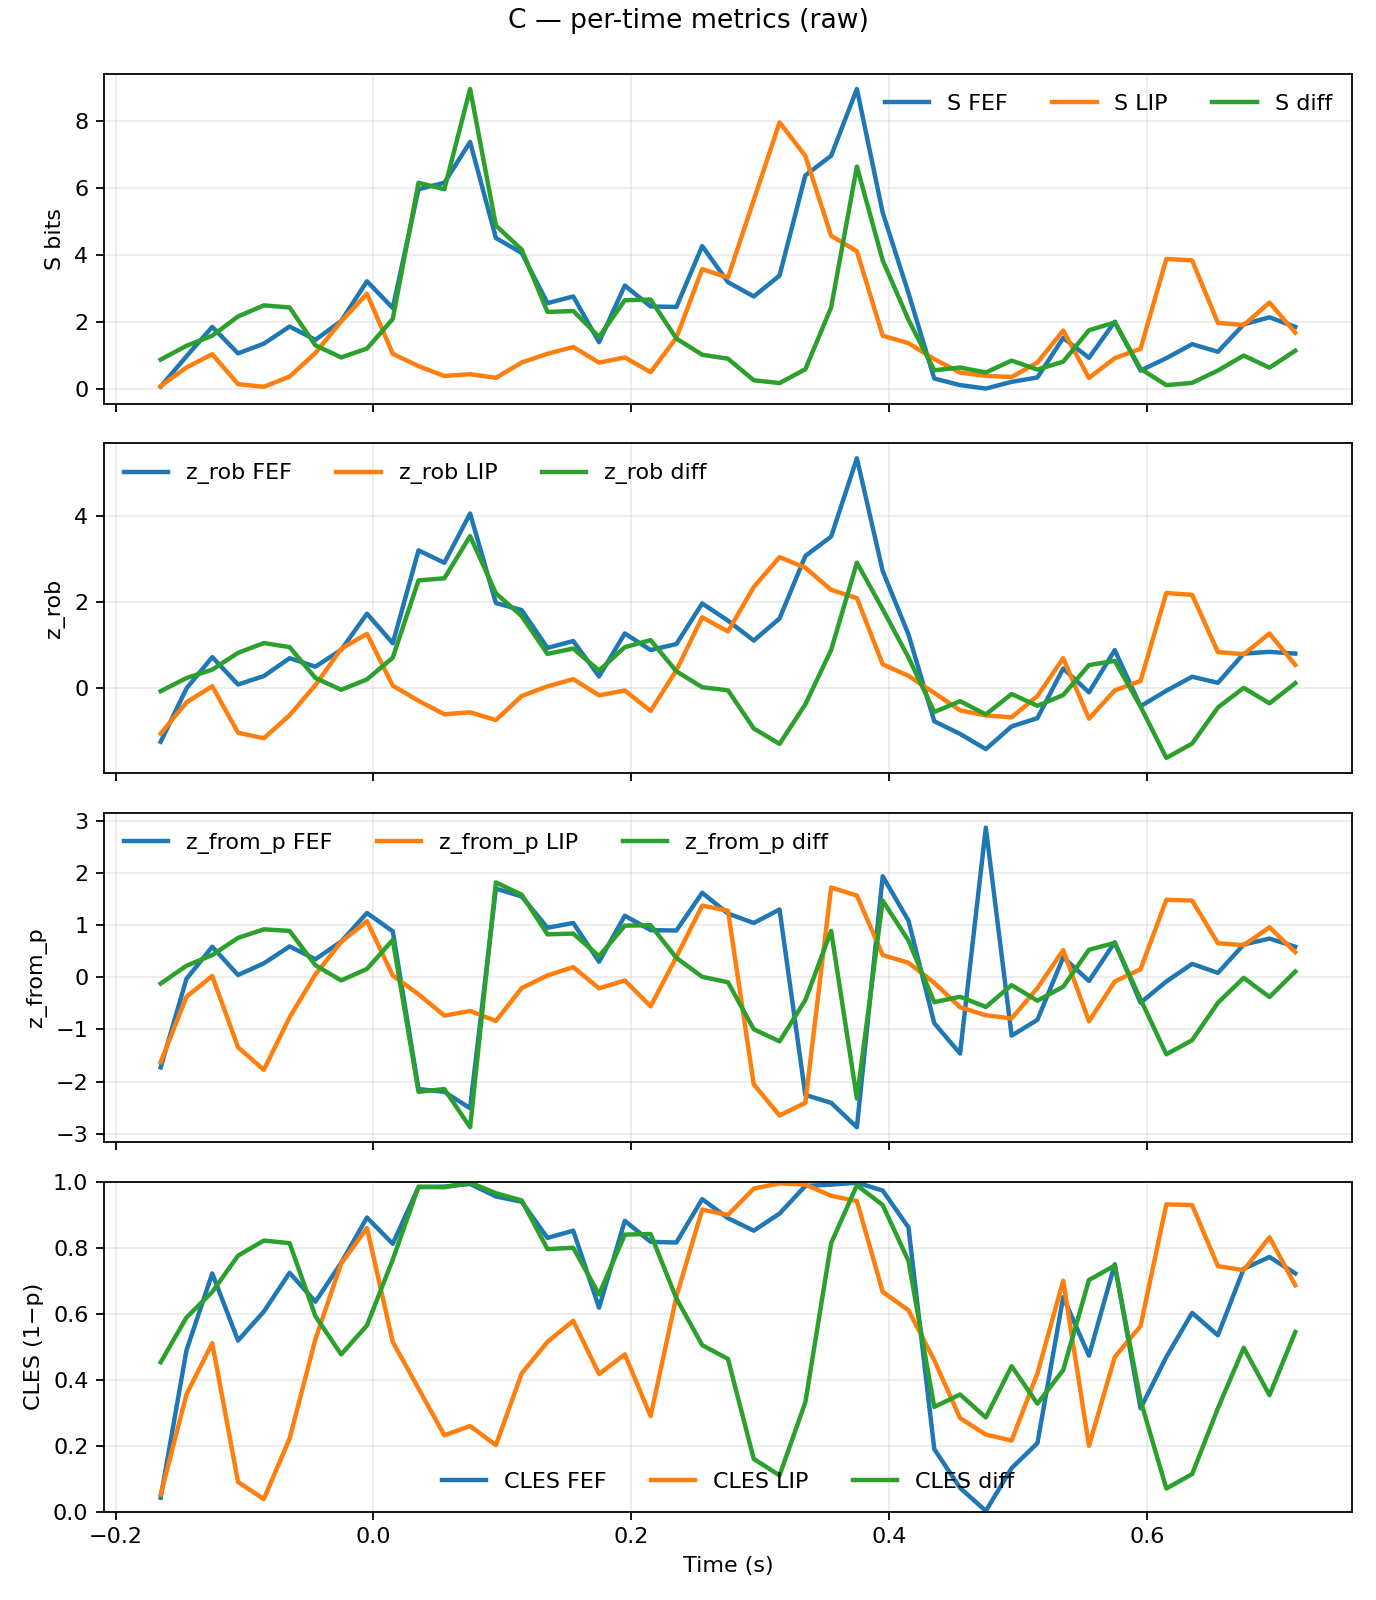 C — per-time metrics (raw)
S FEF S LIP S diff
8
6
4
2
0
S bits
z_rob FEF z_rob LIP z_rob diff
4
2
0
z_rob
z_from_p FEF z_from_p LIP z_from_p diff
3
2
1
0
−1
−2
−3
z_from_p
1.0
0.8
0.6
0.4
0.2
0.0
CLES (1−p)
CLES FEF CLES LIP CLES diff
−0.2 0.0 0.2 0.4 0.6
Time (s)